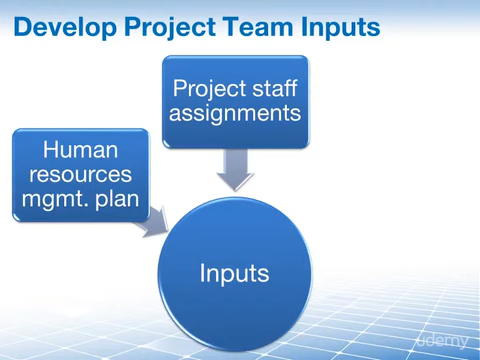 Develop Project Team Inputs
Project staff
assignments
Human
resources
mgmt. plan
Inputs
udemy